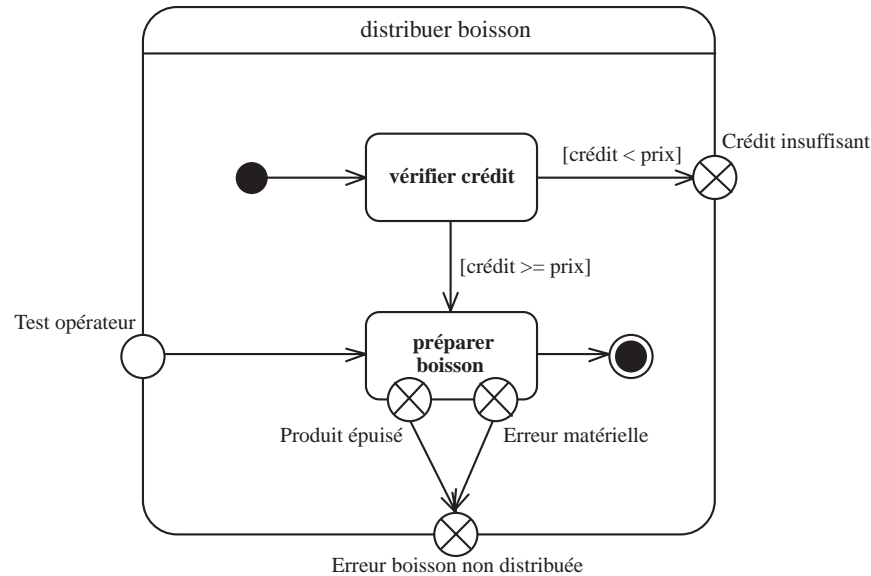 distribuer boisson
Crédit insuffisant
[crédit < prix]
vérifier crédit
[crédit >= prix]
Test opérateur
préparer
boisson
Produit épuisé
Erreur matérielle
Erreur boisson non distribuée